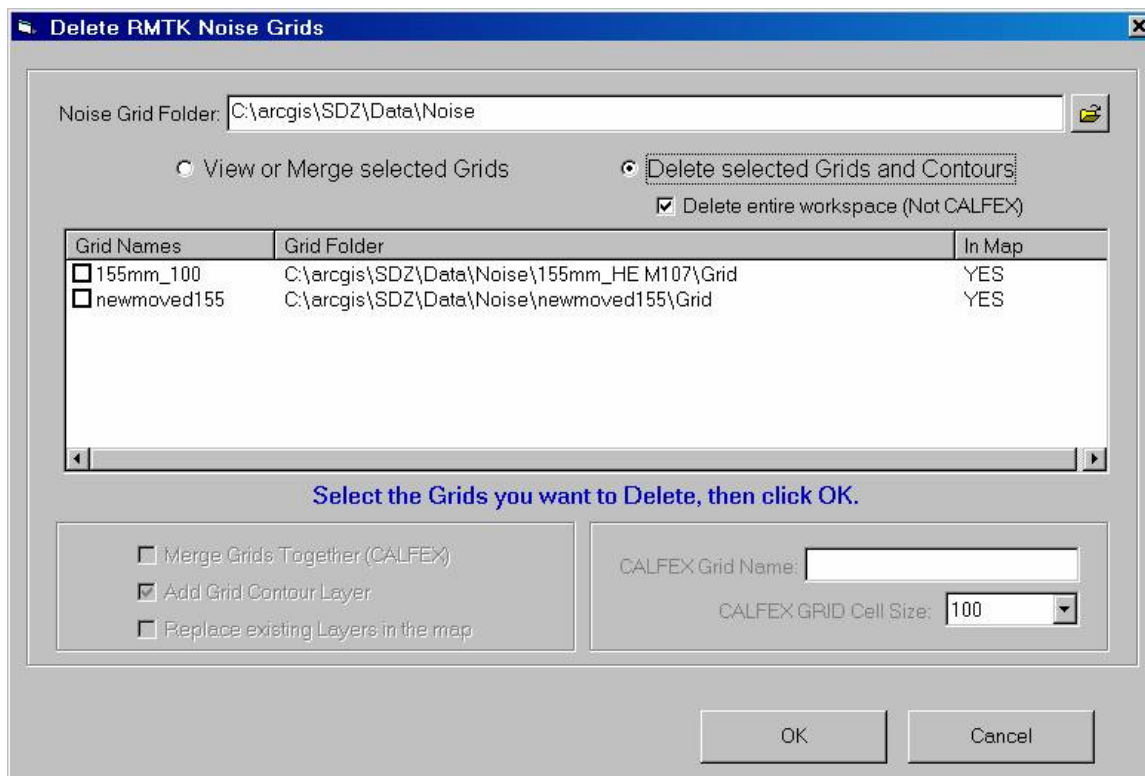 Delete RMTK Noise Grids
Noise Grid Folder: C:\arcgis\SDZ\Data\Noise
View or Merge selected Grids
Delete selected Grids and Contours
Delete entire workspace (Not CALFEX)
Grid Names Grid Folder In Map
155mm_100 C:\arcgis\SDZ\Data\Noise\155mm_HE M107\Grid YES
newmoved155 C:\arcgis\SDZ\Data\Noise\newmoved155\Grid YES
Select the Grids you want to Delete, then click OK.
Merge Grids Together (CALFEX)
Add Grid Contour Layer
Replace existing Layers in the map
CALFEX Grid Name:
CALFEX GRID Cell Size: 100
OK
Cancel